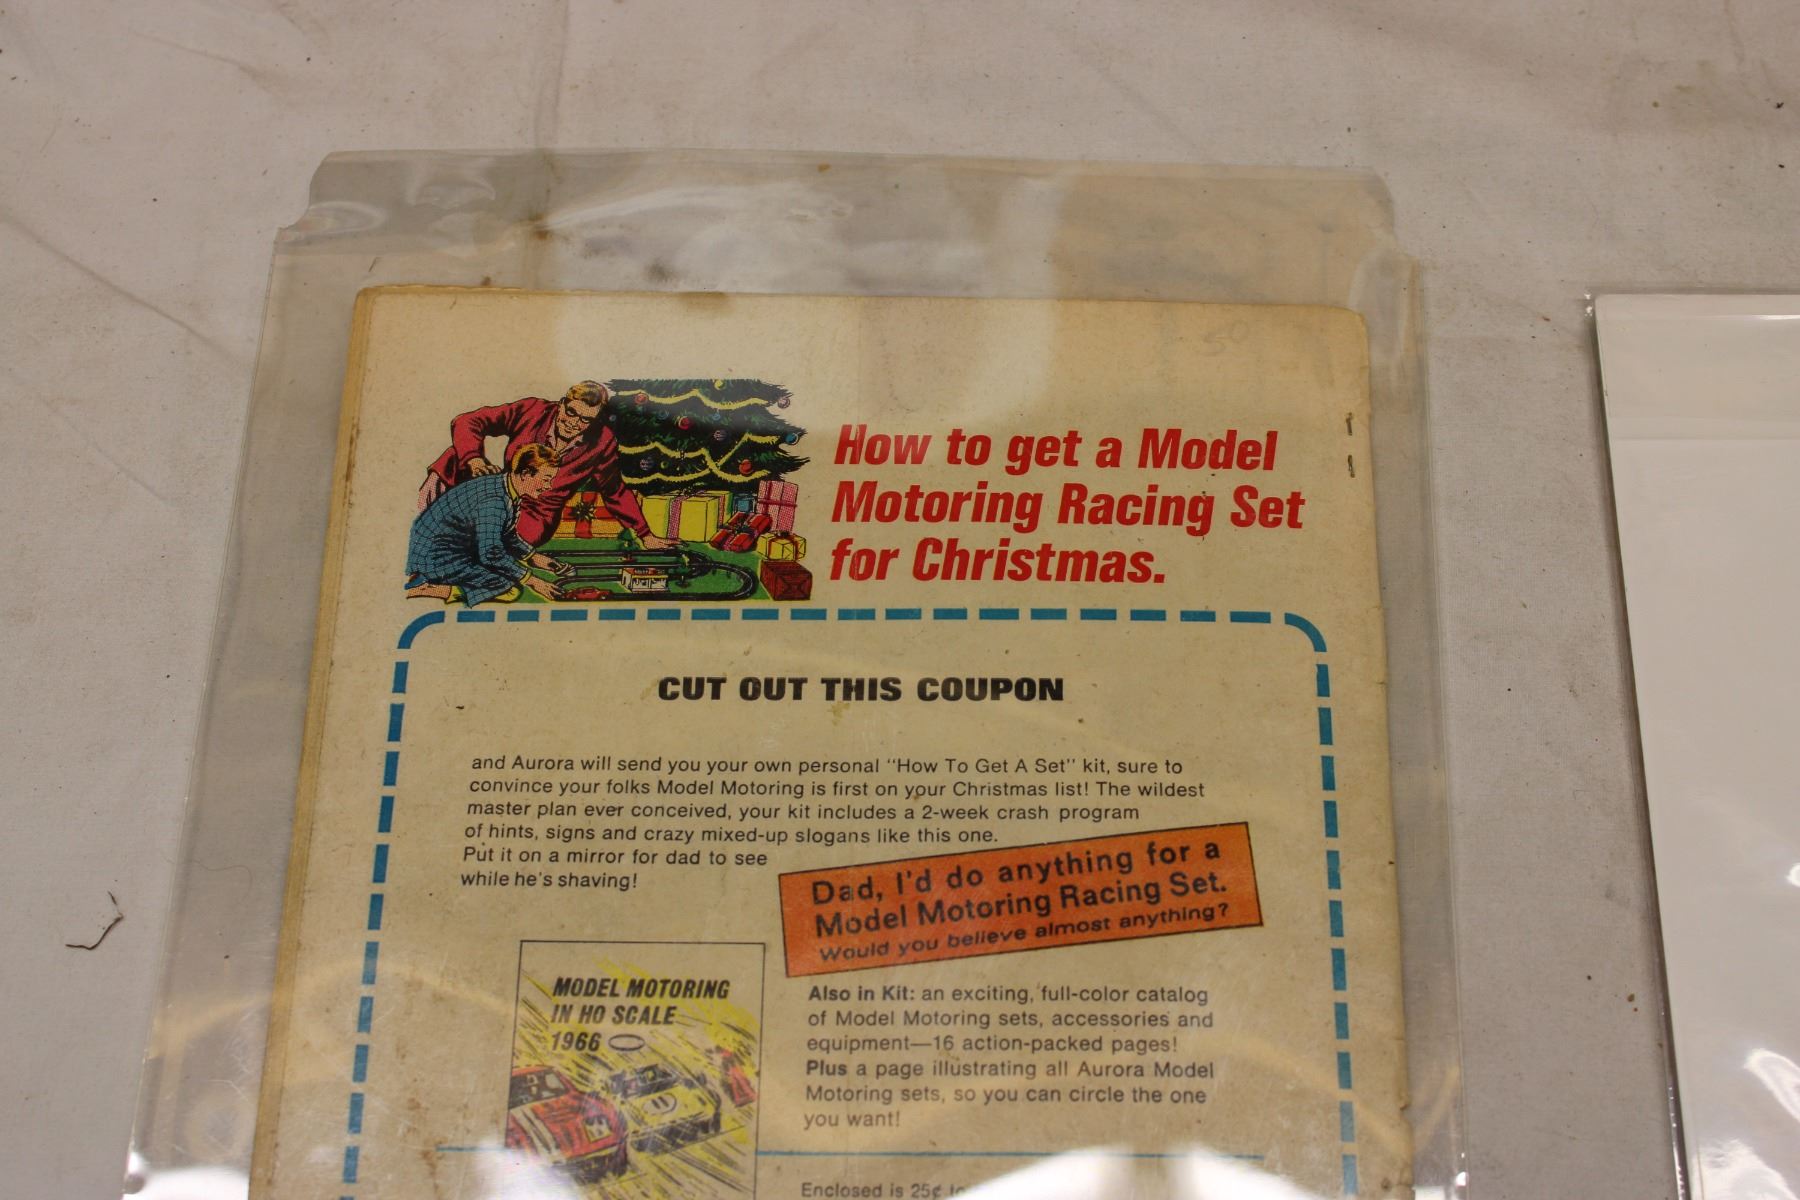 50
How to get a Model
Motoring Racing Set
for Christmas.
CUT OUT THIS COUPON
and Aurora will send you your own personal "How To Get A Set" kit, sure to
convince your folks Model Motoring is first on your Christmas list! The wildest
master plan ever conceived, your kit includes a 2-week crash program
of hints, signs and crazy mixed-up slogans like this one.
Put it on a mirror for dad to see
while he's shaving!
Dad, I'd do anything for a
Model Motoring Racing Set.
Would you believe almost anything?
MODEL MOTORING
IN HO SCALE
1966
11
Also in Kit: an exciting, full-color catalog
of Model Motoring sets, accessories and
equipment—16 action-packed pages!
Plus a page illustrating all Aurora Model
Motoring sets, so you can circle the one
you want!
Enclosed is 25¢